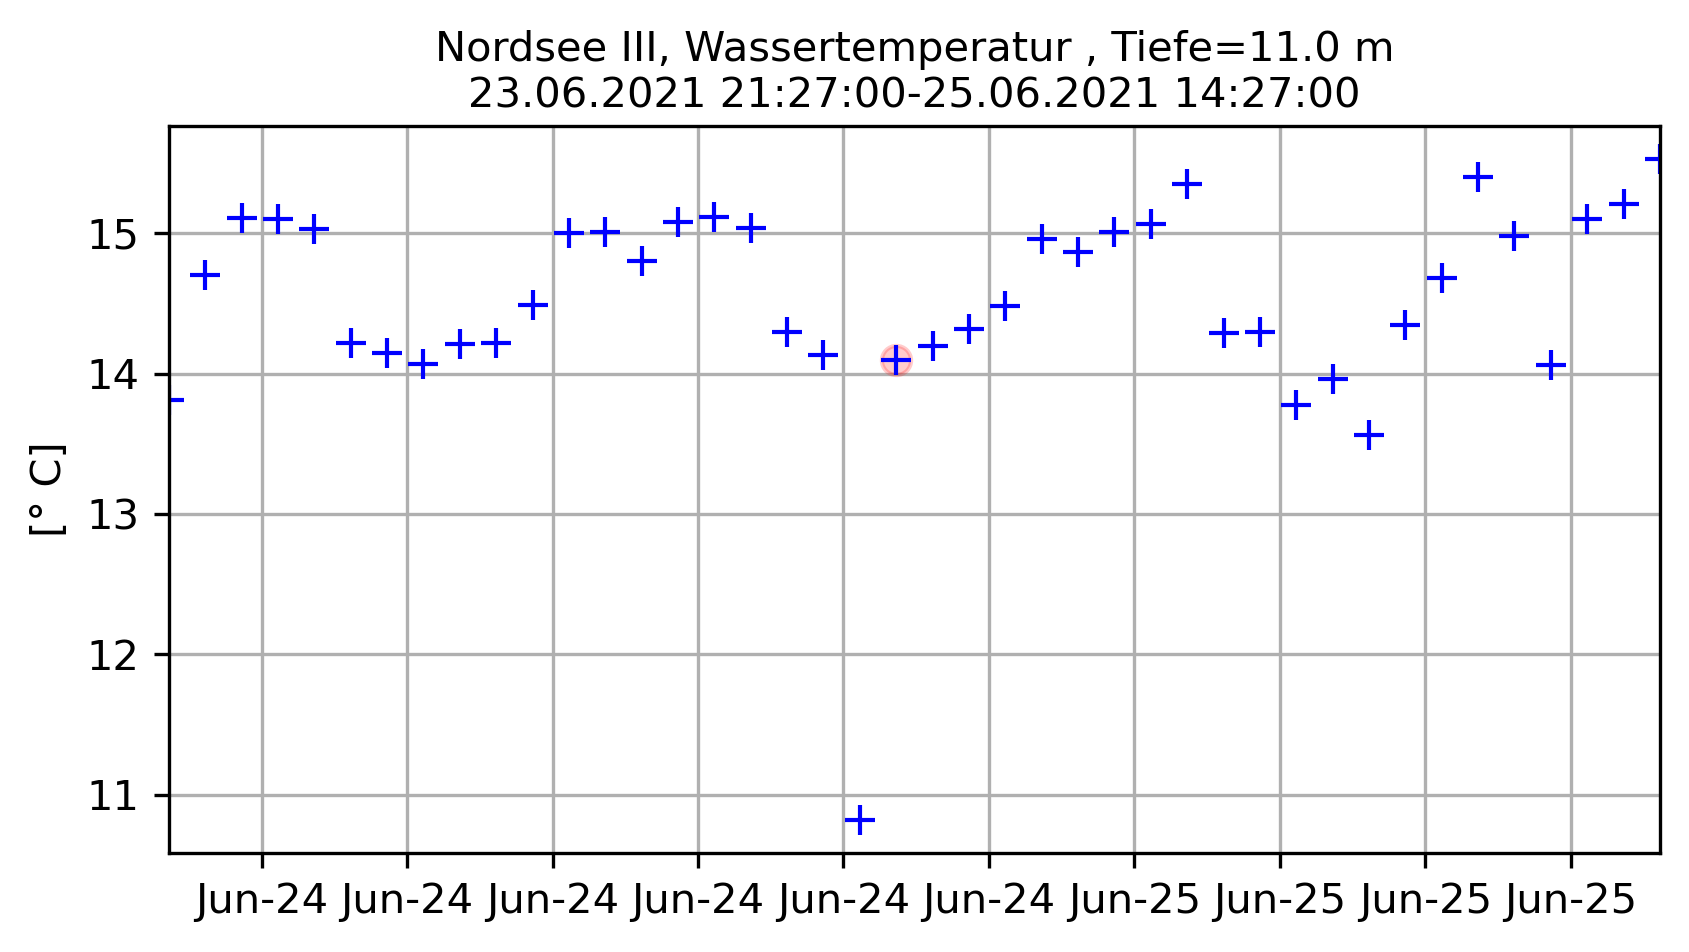 Nordsee III, Wassertemperatur , Tiefe=11.0 m
23.06.2021 21:27:00-25.06.2021 14:27:00
[° C]
15
14
13
12
11
Jun-24 Jun-24 Jun-24 Jun-24 Jun-24 Jun-24 Jun-25 Jun-25 Jun-25 Jun-25